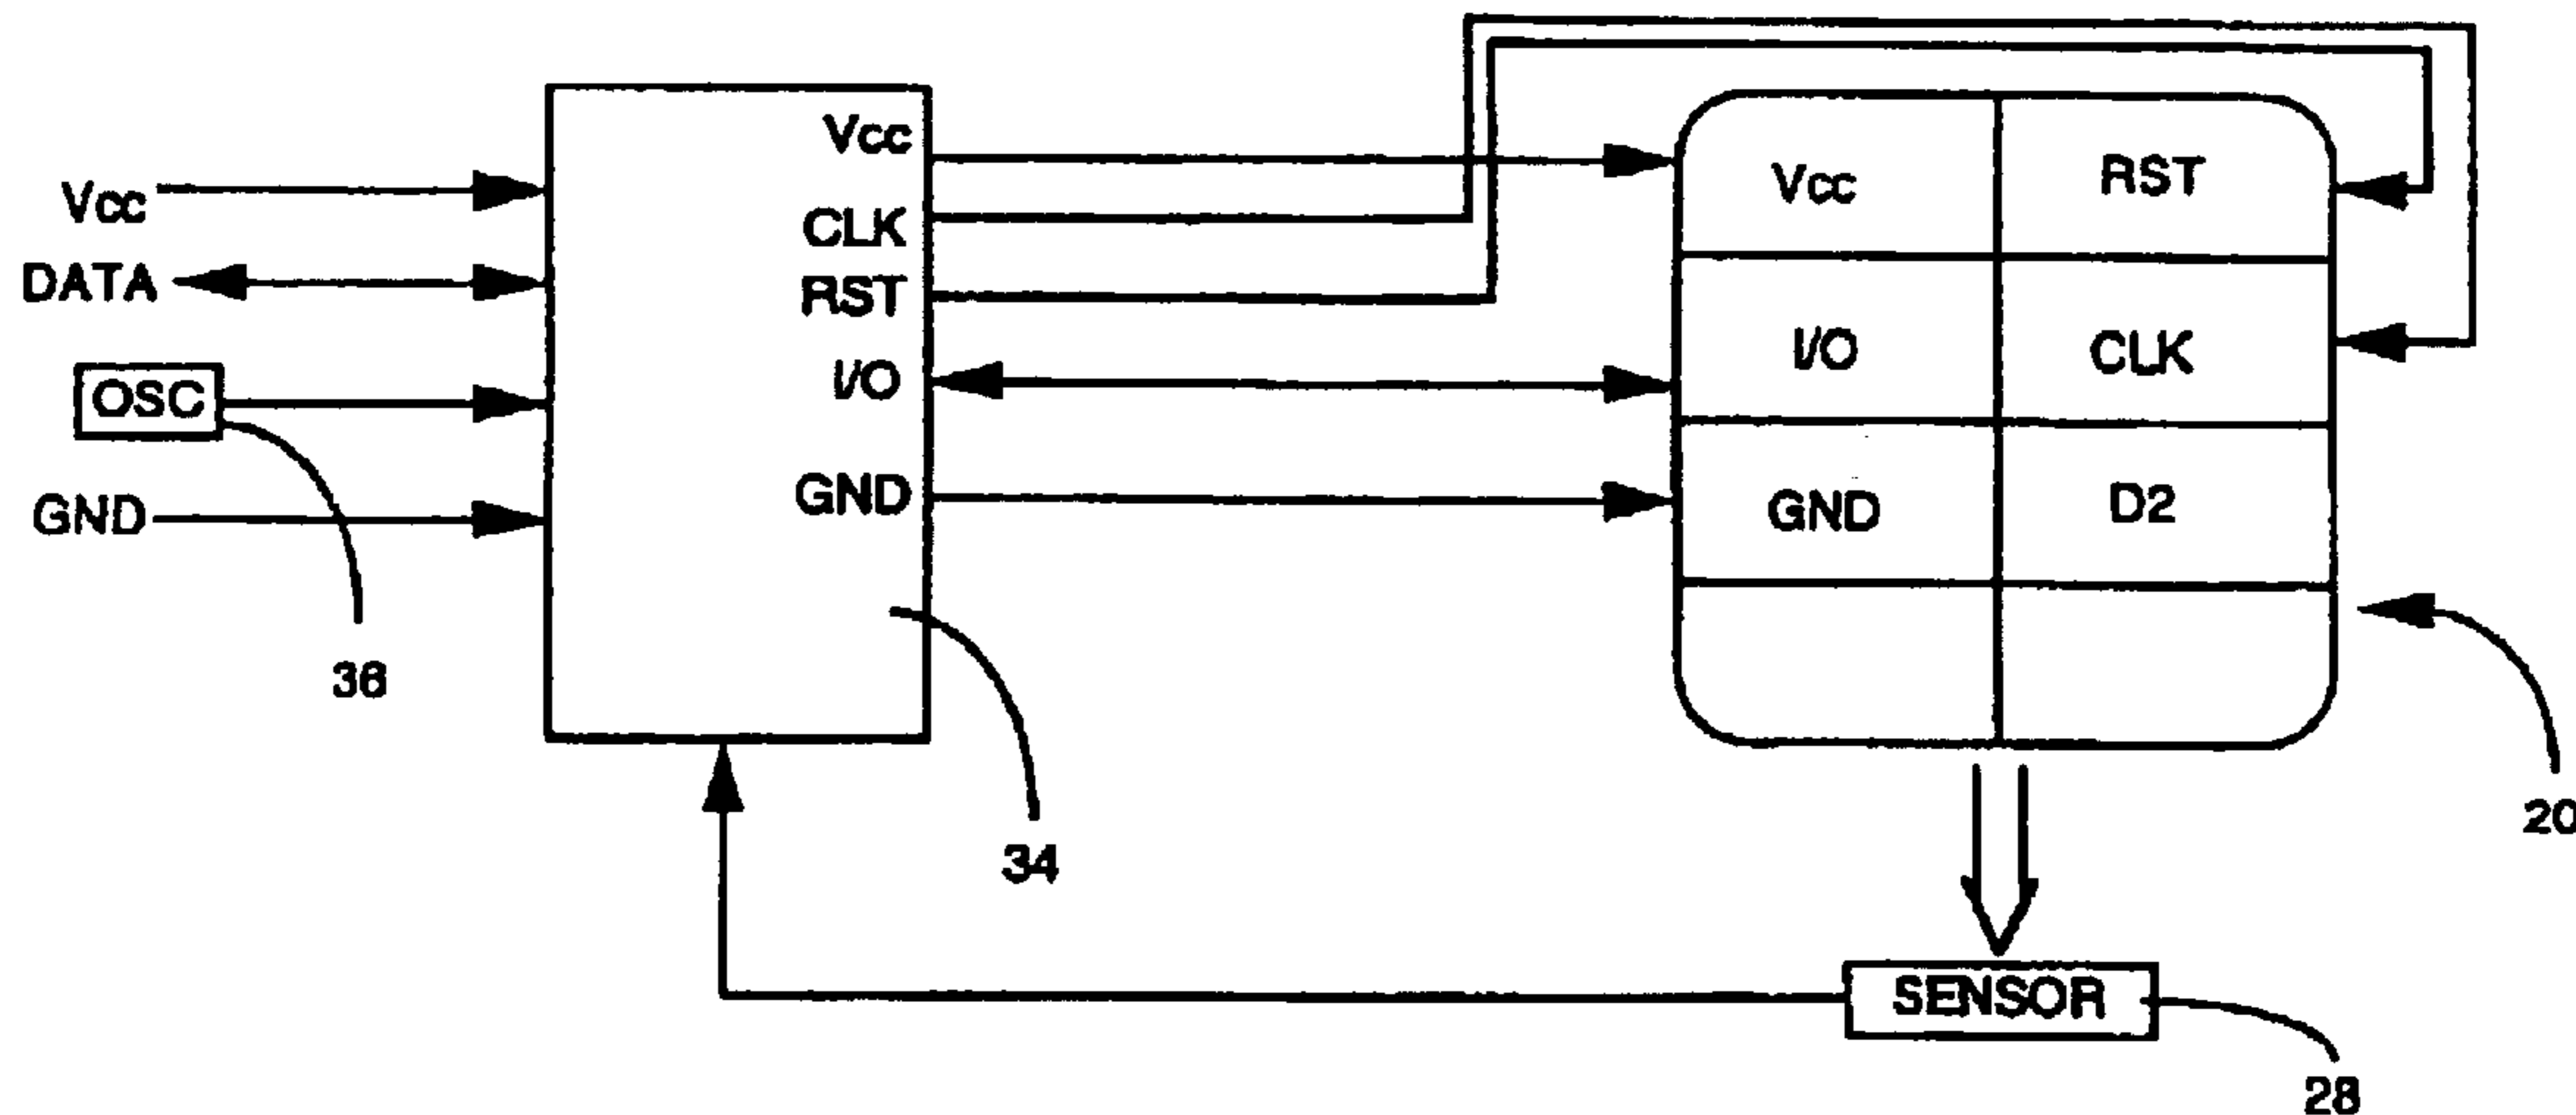 Vcc
DATA
OSC
GND
36
Vcc
CLK
RST
I/O
GND
34
Vcc
RST
I/O
CLK
GND
D2
20
SENSOR
28